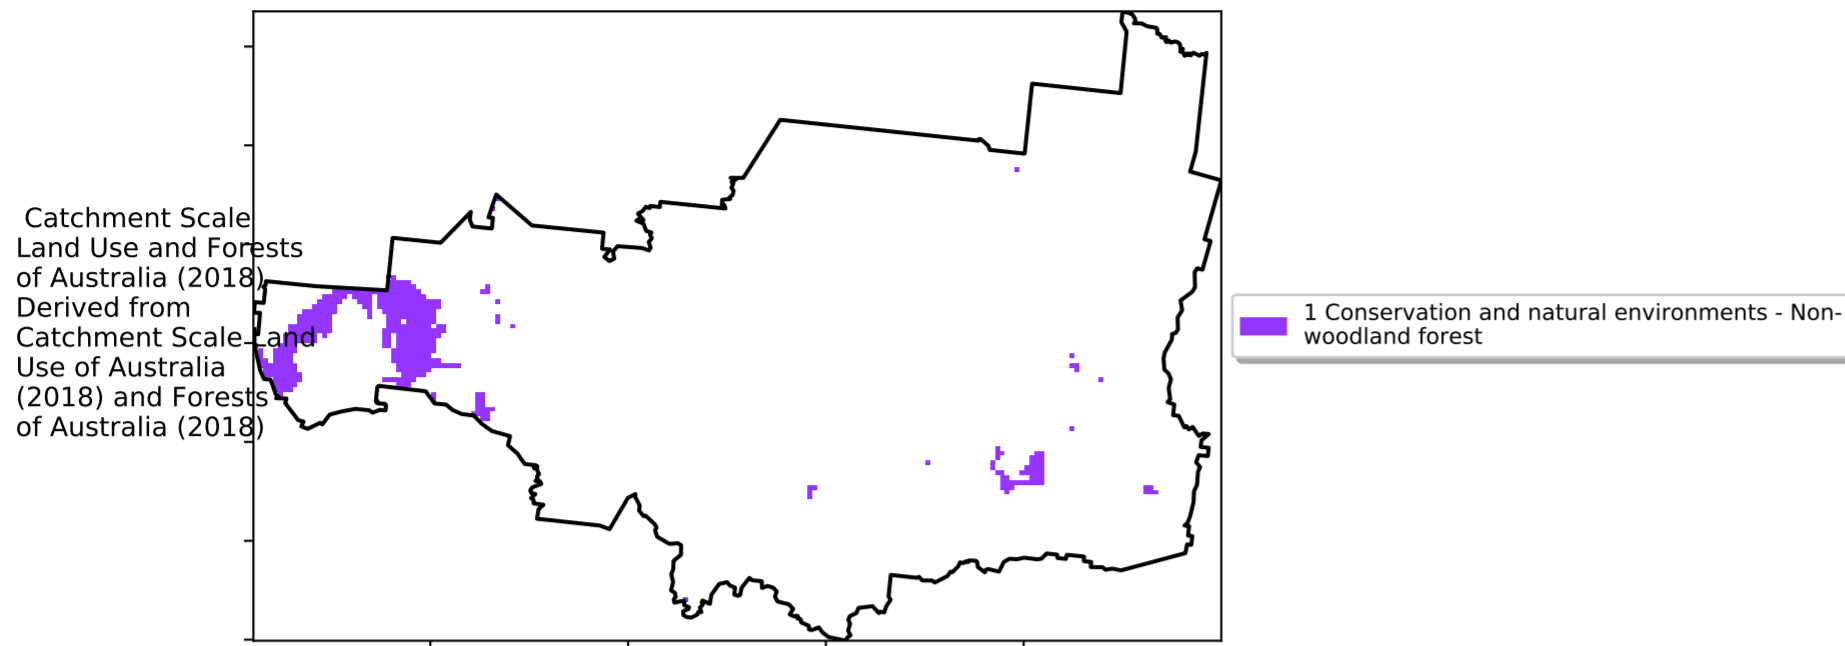 Catchment Scale
Land Use and Forests
of Australia (2018)
Derived from
Catchment Scale Land
Use of Australia
(2018) and Forests
of Australia (2018)
1 Conservation and natural environments - Non-
woodland forest